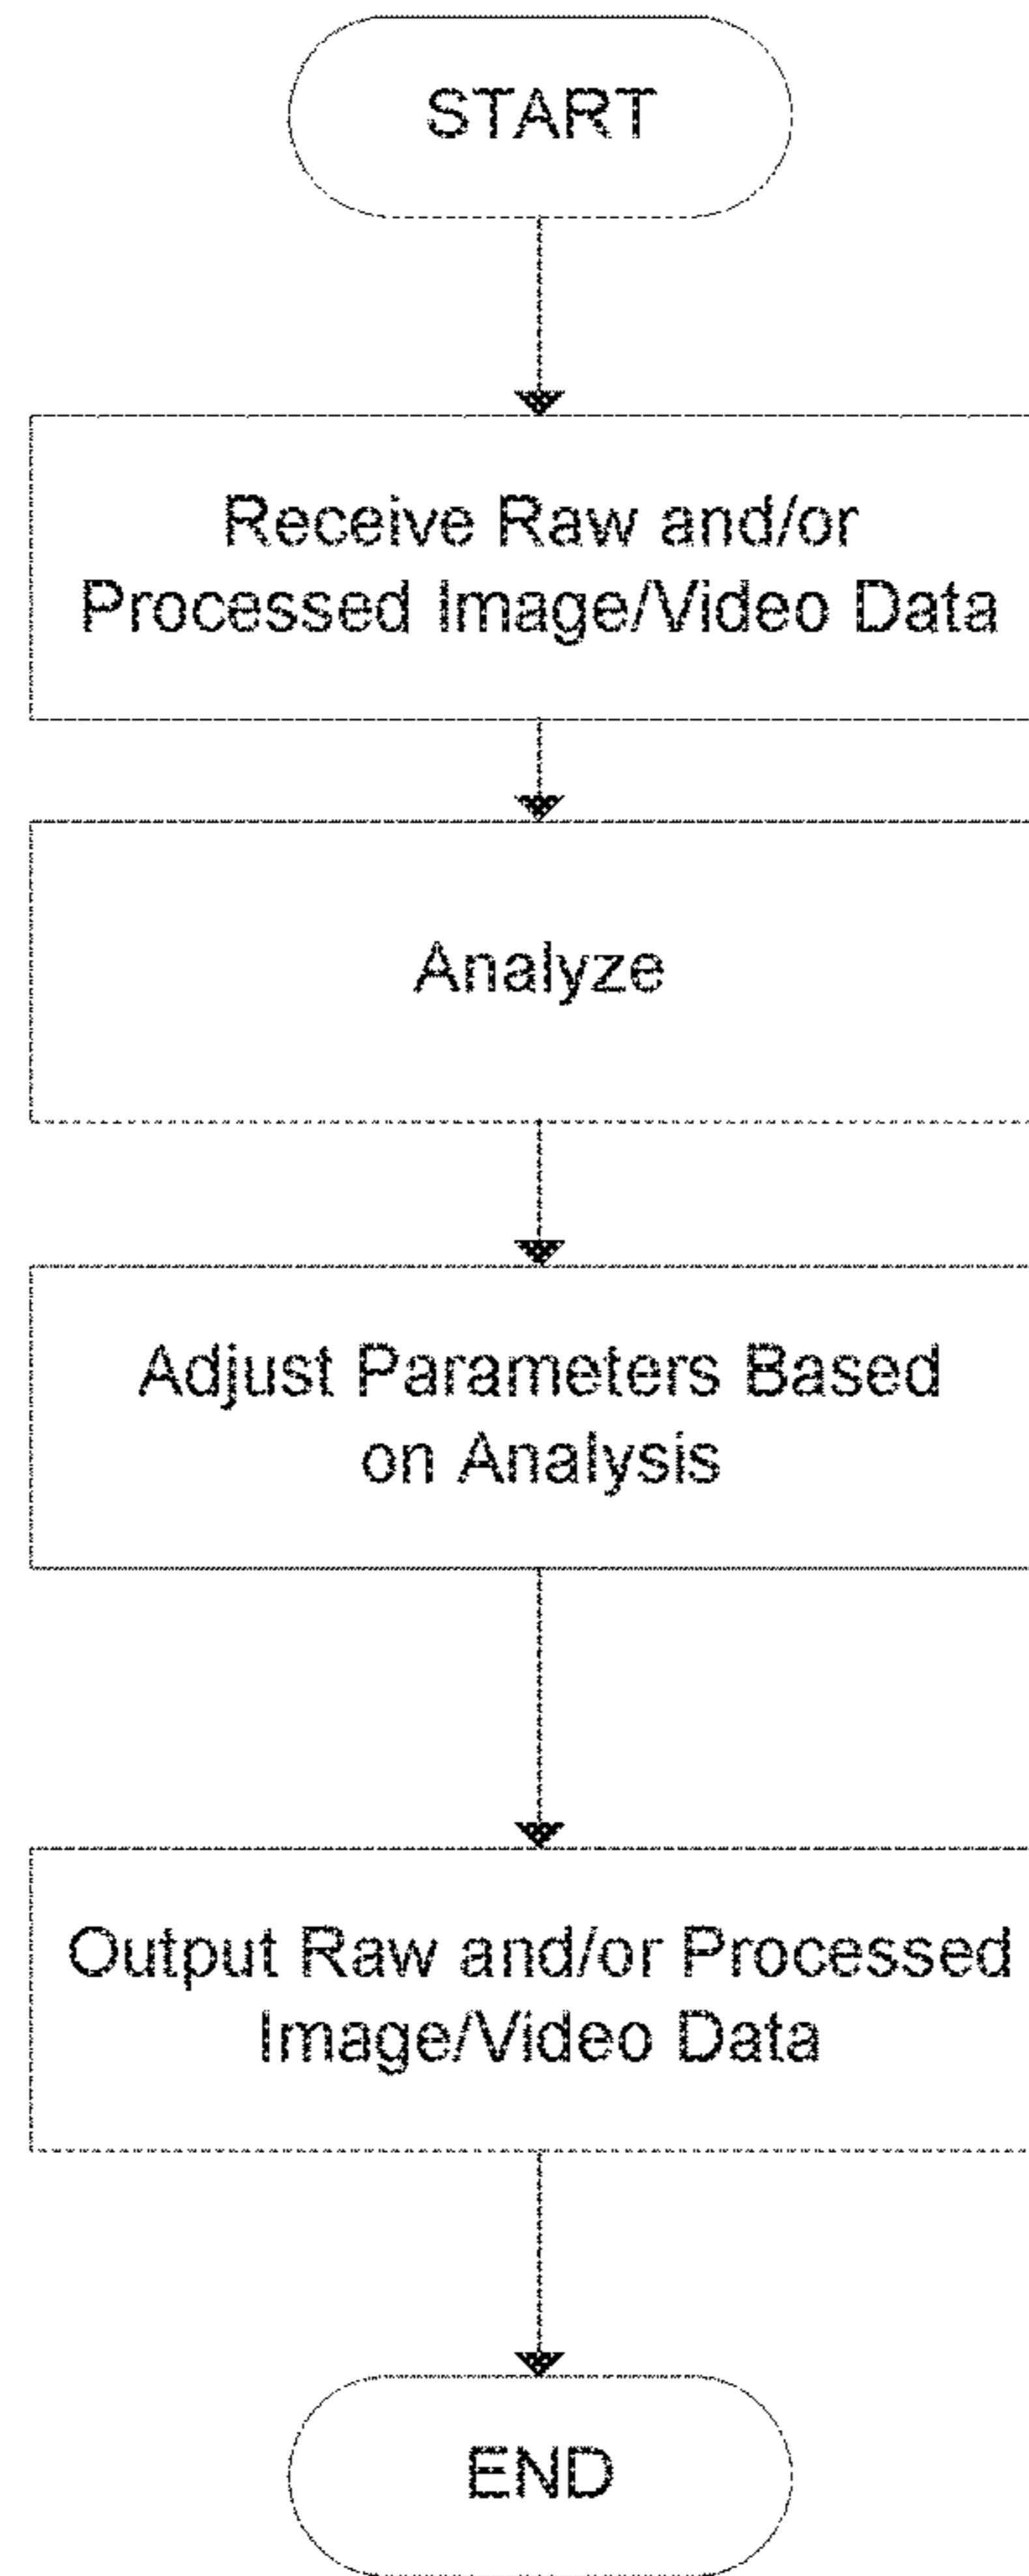 START
Receive Raw and/or
Processed Image/Video Data
Analyze
Adjust Parameters Based
on Analysis
Output Raw and/or Processed
Image/Video Data
END